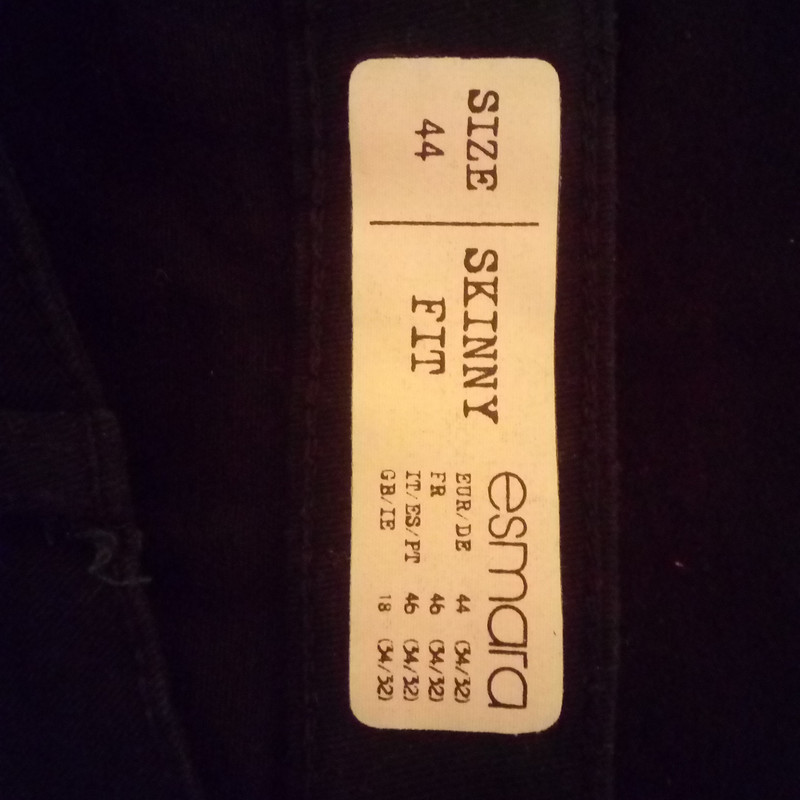 SIZE
44
SKINNY
FIT
esmara
EUR/DE 44 (34/32)
FR 46 (34/32)
IT/ES/PT 46 (34/32)
GB/IE 18 (34/32)